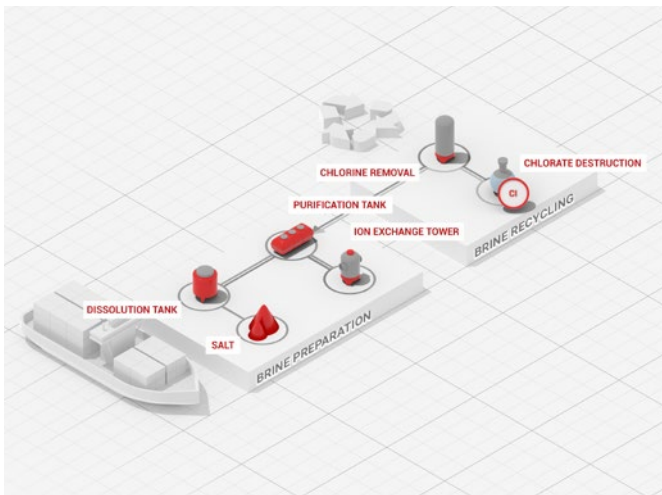 CHLORINE REMOVAL
CHLORATE DESTRUCTION
Cl
BRINE RECYCLING
PURIFICATION TANK
ION EXCHANGE TOWER
DISSOLUTION TANK
SALT
BRINE PREPARATION